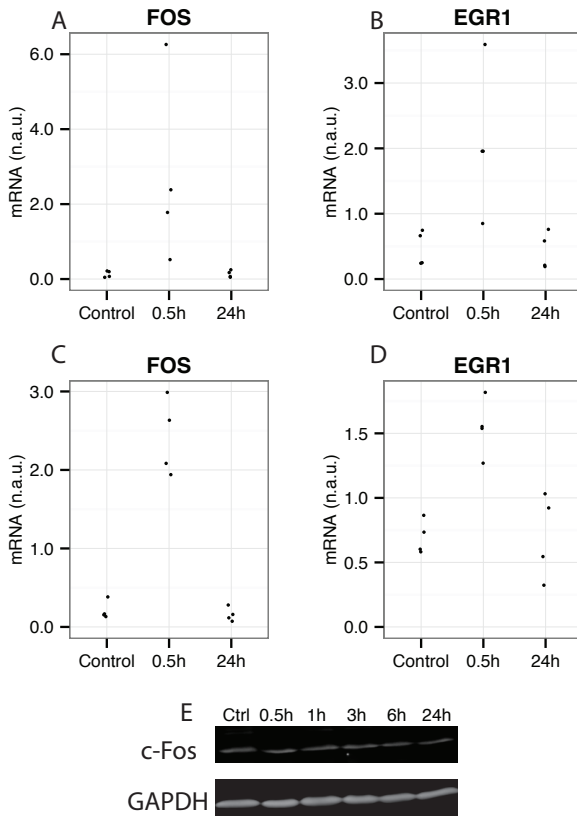 A FOS
mRNA (n.a.u.)
6.0
4.0
2.0
0.0
Control 0.5h 24h
B EGR1
mRNA (n.a.u.)
3.0
2.0
1.0
0.0
Control 0.5h 24h
C FOS
mRNA (n.a.u.)
3.0
2.0
1.0
0.0
Control 0.5h 24h
D EGR1
mRNA (n.a.u.)
1.5
1.0
0.5
0.0
Control 0.5h 24h
E Ctrl 0.5h 1h 3h 6h 24h
c-Fos
GAPDH